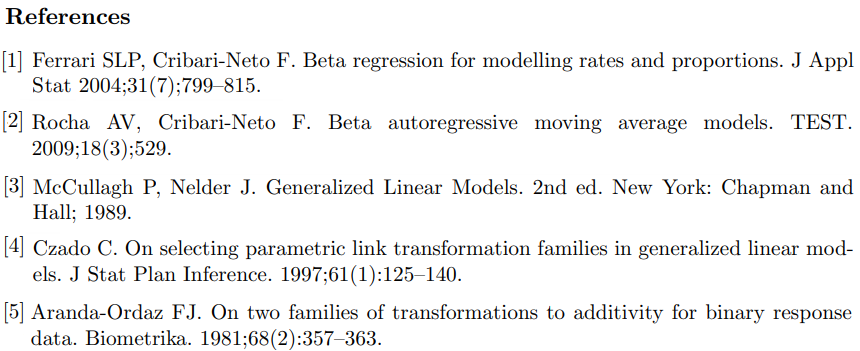 References
[1] Ferrari SLP, Cribari-Neto F. Beta regression for modelling rates and proportions. J Appl
Stat 2004;31(7);799–815.
[2] Rocha AV, Cribari-Neto F. Beta autoregressive moving average models. TEST.
2009;18(3);529.
[3] McCullagh P, Nelder J. Generalized Linear Models. 2nd ed. New York: Chapman and
Hall; 1989.
[4] Czado C. On selecting parametric link transformation families in generalized linear mod-
els. J Stat Plan Inference. 1997;61(1):125–140.
[5] Aranda-Ordaz FJ. On two families of transformations to additivity for binary response
data. Biometrika. 1981;68(2):357–363.